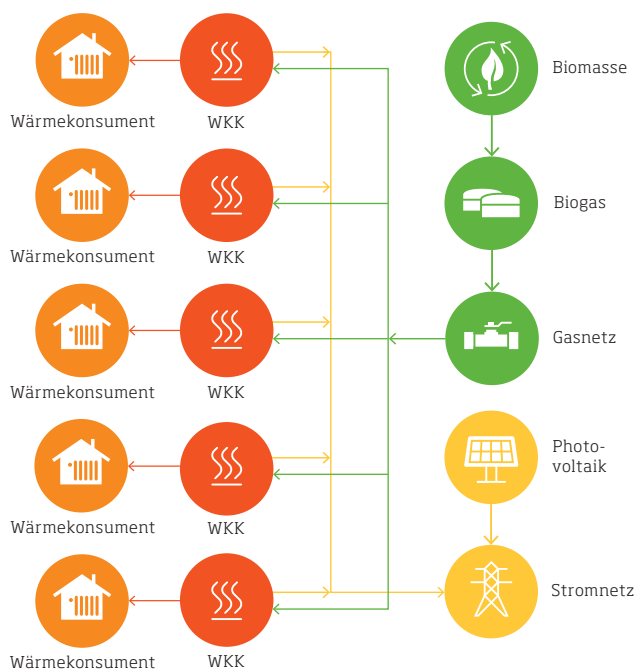 Biomasse
Wärmekonsument
WKK
Biogas
Wärmekonsument
WKK
Gasnetz
Wärmekonsument
WKK
Photo-
voltaik
Wärmekonsument
WKK
Stromnetz
Wärmekonsument
WKK